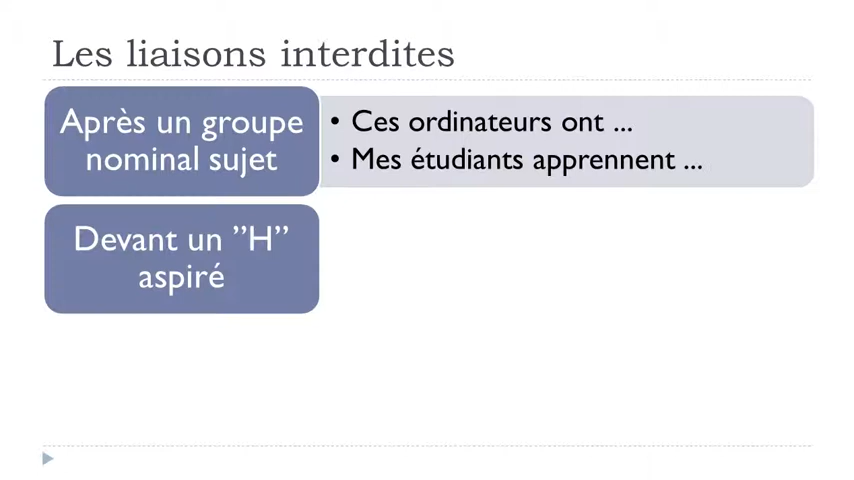 Les liaisons interdites
Après un groupe
nominal sujet
• Ces ordinateurs ont ...
• Mes étudiants apprennent ...
Devant un ”H”
aspiré